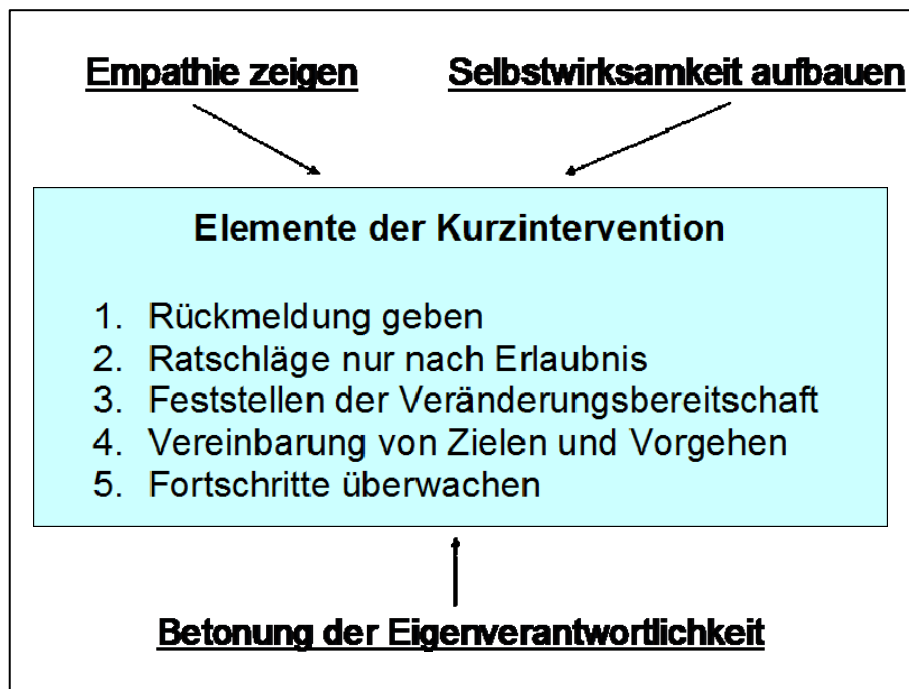 Empathie zeigen
Selbstwirksamkeit aufbauen
Elemente der Kurzintervention
1. Rückmeldung geben
2. Ratschläge nur nach Erlaubnis
3. Feststellen der Veränderungsbereitschaft
4. Vereinbarung von Zielen und Vorgehen
5. Fortschritte überwachen
Betonung der Eigenverantwortlichkeit